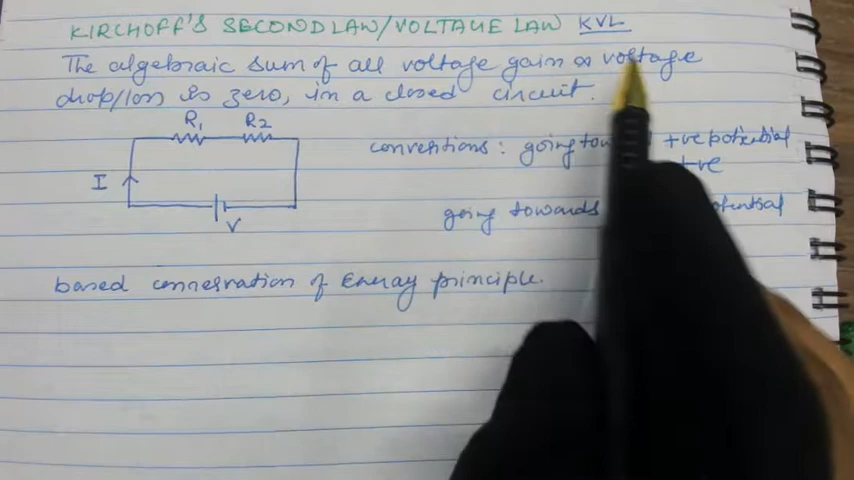 KIRCHOFF'S SECOND LAW/VOLTAGE LAW KVL
The algebraic sum of all voltage gain or voltage
drop/loss is zero, in a closed circuit.
R1 R2
conventions: going +ve potential
+ve
I
going towards
V
based conservation of Energy principle.